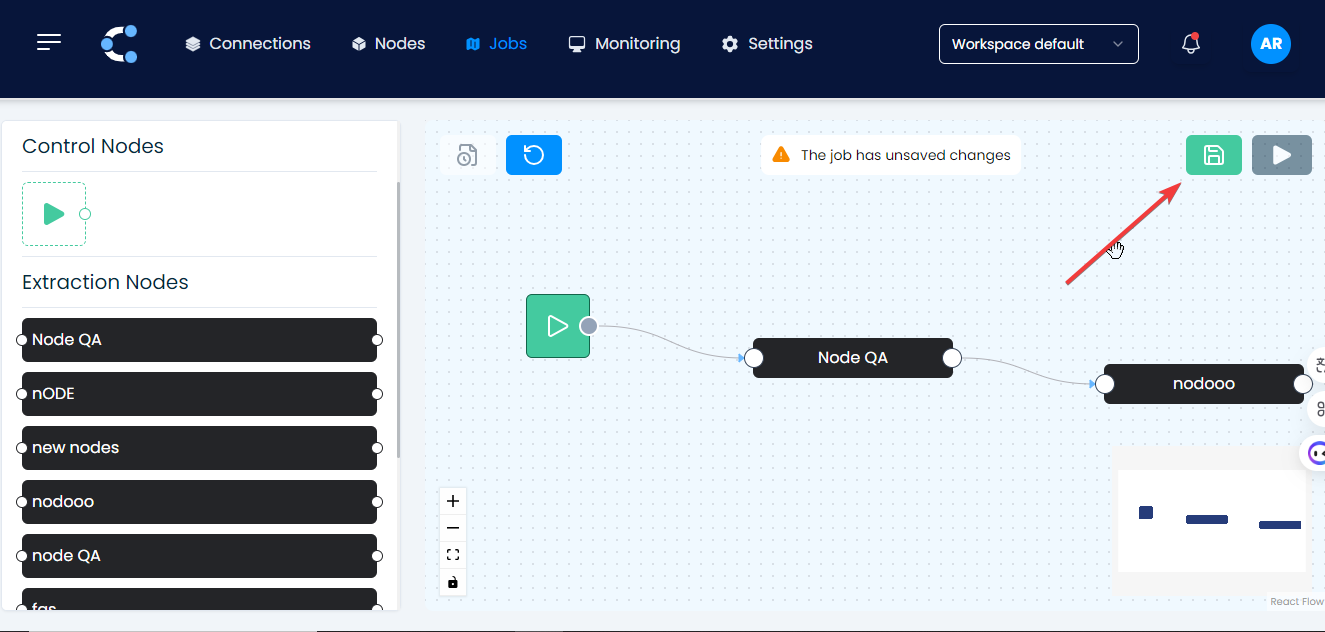 Connections
Nodes
Jobs
Monitoring
Settings
Workspace default
AR
Control Nodes
Extraction Nodes
Node QA
nODE
new nodes
nodooo
node QA
fgs
The job has unsaved changes
Node QA
nodooo
React Flow